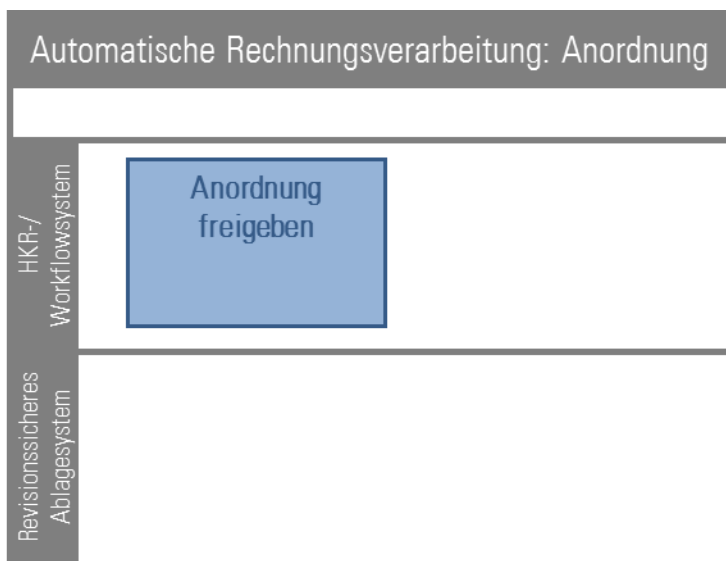 Automatische Rechnungsverarbeitung: Anordnung
HKR-/
Workflowsystem
Anordnung
freigeben
Revisionssicheres
Ablagesystem